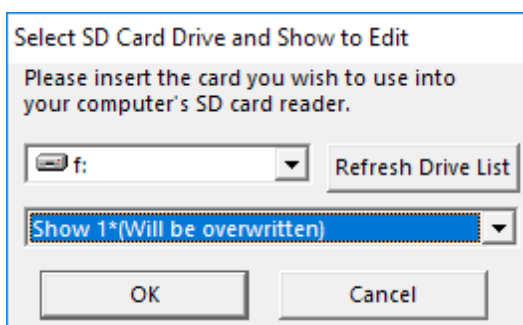 Select SD Card Drive and Show to Edit
Please insert the card you wish to use into
your computer's SD card reader.
f:
Refresh Drive List
Show 1*(Will be overwritten)
OK
Cancel